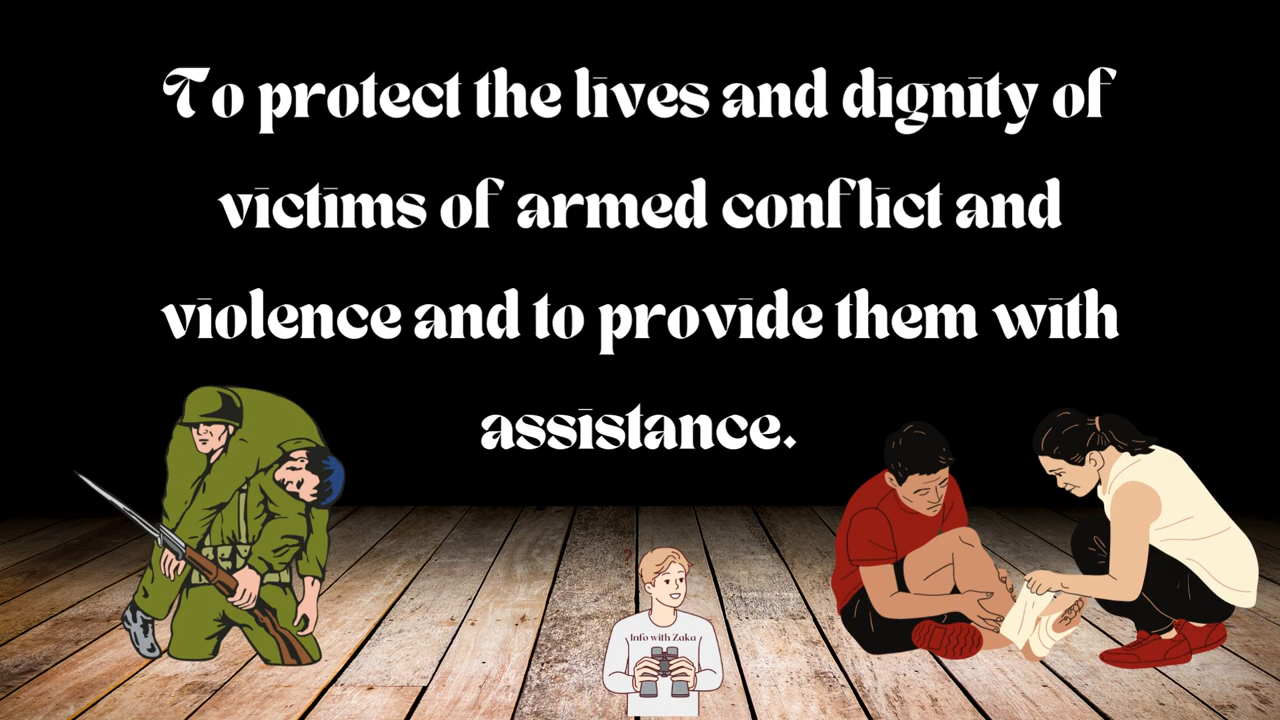 To protect the lives and dignity of
victims of armed conflict and
violence and to provide them with
assistance.
Info with Zaka